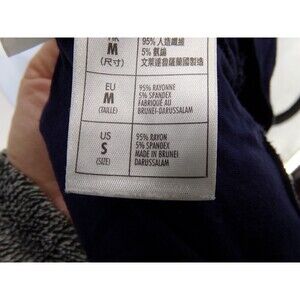 M
(尺寸)
95% 人造纖維
5% 氨綸
文萊達魯薩蘭國製造
EU
M
(TAILLE)
95% RAYONNE
5% SPANDEX
FABRIQUÉ AU
BRUNEI-DARUSSALAM
US
S
(SIZE)
95% RAYON
5% SPANDEX
MADE IN BRUNEI
DARUSSALAM